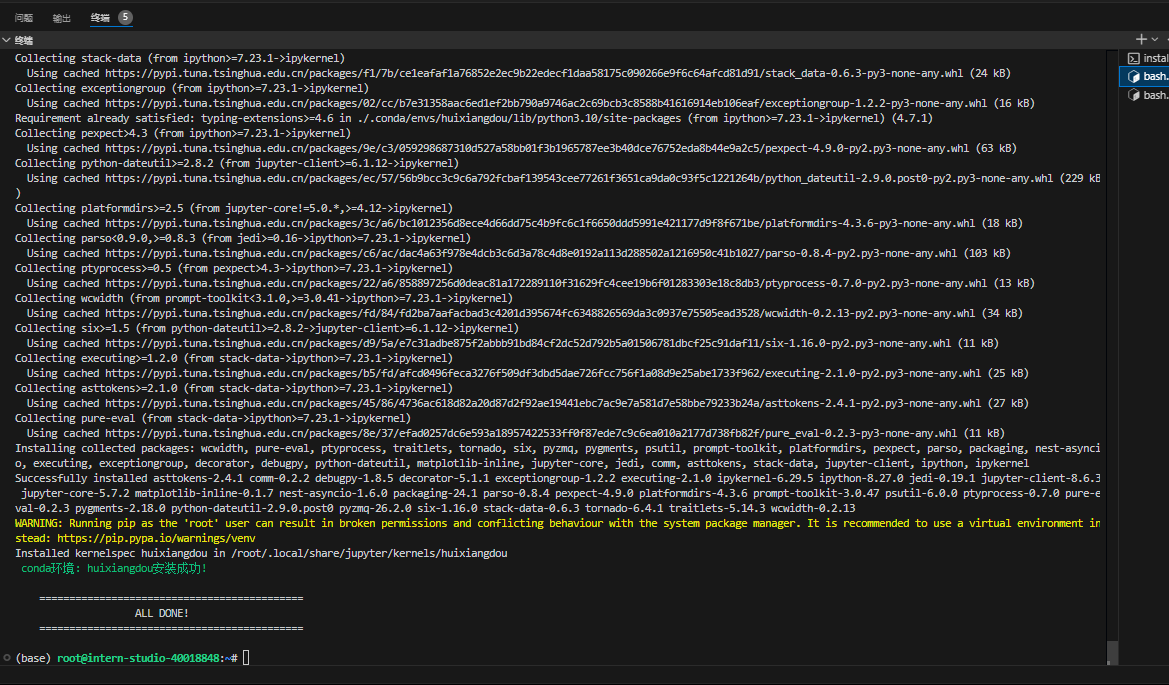 问题 输出 终端 5
终端
Collecting stack-data (from ipython>=7.23.1->ipykernel)
Using cached https://pypi.tuna.tsinghua.edu.cn/packages/f1/7b/ce1eafaf1a76852e2ec9b22edecf1daa58175c090266e9f6c64afcd81d91/stack_data-0.6.3-py3-none-any.whl (24 kB)
Collecting exceptiongroup (from ipython>=7.23.1->ipykernel)
Using cached https://pypi.tuna.tsinghua.edu.cn/packages/02/cc/b7e31358aac6ed1ef2bb790a9746ac2c69bcb3c8588b41616914eb106eaf/exceptiongroup-1.2.2-py3-none-any.whl (16 kB)
Requirement already satisfied: typing-extensions>=4.6 in ./.conda/envs/huixiangdou/lib/python3.10/site-packages (from ipython>=7.23.1->ipykernel) (4.7.1)
Collecting pexpect>4.3 (from ipython>=7.23.1->ipykernel)
Using cached https://pypi.tuna.tsinghua.edu.cn/packages/9e/c3/059298687310d527a58bb01f3b1965787ee3b40dce76752eda8b44e9a2c5/pexpect-4.9.0-py2.py3-none-any.whl (63 kB)
Collecting python-dateutil>=2.8.2 (from jupyter-client>=6.1.12->ipykernel)
Using cached https://pypi.tuna.tsinghua.edu.cn/packages/ec/57/56b9bcc3c9c6a792fcbaf139543cee77261f3651ca9da0c93f5c1221264b/python_dateutil-2.9.0.post0-py2.py3-none-any.whl (229 kB
)
Collecting platformdirs>=2.5 (from jupyter-core!=5.0.*,>=4.12->ipykernel)
Using cached https://pypi.tuna.tsinghua.edu.cn/packages/3c/a6/bc1012356d8ece4d66dd75c4b9fc6c1f6650ddd5991e421177d9f8f671be/platformdirs-4.3.6-py3-none-any.whl (18 kB)
Collecting parso<0.9.0,>=0.8.3 (from jedi>=0.16->ipython>=7.23.1->ipykernel)
Using cached https://pypi.tuna.tsinghua.edu.cn/packages/c6/ac/dac4a63f978e4dcb3c6d3a78c4d8e0192a113d288502a1216950c41b1027/parso-0.8.4-py2.py3-none-any.whl (103 kB)
Collecting ptyprocess>=0.5 (from pexpect>4.3->ipython>=7.23.1->ipykernel)
Using cached https://pypi.tuna.tsinghua.edu.cn/packages/22/a6/858897256d0deac81a172289110f31629fc4cee19b6f01283303e18c8db3/ptyprocess-0.7.0-py2.py3-none-any.whl (13 kB)
Collecting wcwidth (from prompt-toolkit<3.1.0,>=3.0.41->ipython>=7.23.1->ipykernel)
Using cached https://pypi.tuna.tsinghua.edu.cn/packages/fd/84/fd2ba7aafacbad3c4201d395674fc6348826569da3c0937e75505ead3528/wcwidth-0.2.13-py2.py3-none-any.whl (34 kB)
Collecting six>=1.5 (from python-dateutil>=2.8.2->jupyter-client>=6.1.12->ipykernel)
Using cached https://pypi.tuna.tsinghua.edu.cn/packages/d9/5a/e7c31adbe875f2abbb91bd84cf2dc52d792b5a01506781dbcf25c91daf11/six-1.16.0-py2.py3-none-any.whl (11 kB)
Collecting executing>=1.2.0 (from stack-data->ipython>=7.23.1->ipykernel)
Using cached https://pypi.tuna.tsinghua.edu.cn/packages/b5/fd/afcd0496feca3276f509df3dbd5dae726fcc756f1a08d9e25abe1733f962/executing-2.1.0-py2.py3-none-any.whl (25 kB)
Collecting asttokens>=2.1.0 (from stack-data->ipython>=7.23.1->ipykernel)
Using cached https://pypi.tuna.tsinghua.edu.cn/packages/45/86/4736ac618d82a20d87d2f92ae19441ebc7ac9e7a581d7e58bbe79233b24a/asttokens-2.4.1-py2.py3-none-any.whl (27 kB)
Collecting pure-eval (from stack-data->ipython>=7.23.1->ipykernel)
Using cached https://pypi.tuna.tsinghua.edu.cn/packages/8e/37/efad0257dc6e593a18957422533ff0f87ede7c9c6ea010a2177d738fb82f/pure_eval-0.2.3-py3-none-any.whl (11 kB)
Installing collected packages: wcwidth, pure-eval, ptyprocess, traitlets, tornado, six, pyzmq, pygments, psutil, prompt-toolkit, platformdirs, pexpect, parso, packaging, nest-asynci
o, executing, exceptiongroup, decorator, debugpy, python-dateutil, matplotlib-inline, jupyter-core, jedi, comm, asttokens, stack-data, jupyter-client, ipython, ipykernel
Successfully installed asttokens-2.4.1 comm-0.2.2 debugpy-1.8.5 decorator-5.1.1 exceptiongroup-1.2.2 executing-2.1.0 ipykernel-6.29.5 ipython-8.27.0 jedi-0.19.1 jupyter-client-8.6.3
jupyter-core-5.7.2 matplotlib-inline-0.1.7 nest-asyncio-1.6.0 packaging-24.1 parso-0.8.4 pexpect-4.9.0 platformdirs-4.3.6 prompt-toolkit-3.0.47 psutil-6.0.0 ptyprocess-0.7.0 pure-e
val-0.2.3 pygments-2.18.0 python-dateutil-2.9.0.post0 pyzmq-26.2.0 six-1.16.0 stack-data-0.6.3 tornado-6.4.1 traitlets-5.14.3 wcwidth-0.2.13
WARNING: Running pip as the 'root' user can result in broken permissions and conflicting behaviour with the system package manager. It is recommended to use a virtual environment in
stead: https://pip.pypa.io/warnings/venv
Installed kernelspec huixiangdou in /root/.local/share/jupyter/kernels/huixiangdou
conda环境: huixiangdou安装成功!
============================================
ALL DONE!
============================================
(base) root@intern-studio-40018848:~#
instal
bash.
bash.